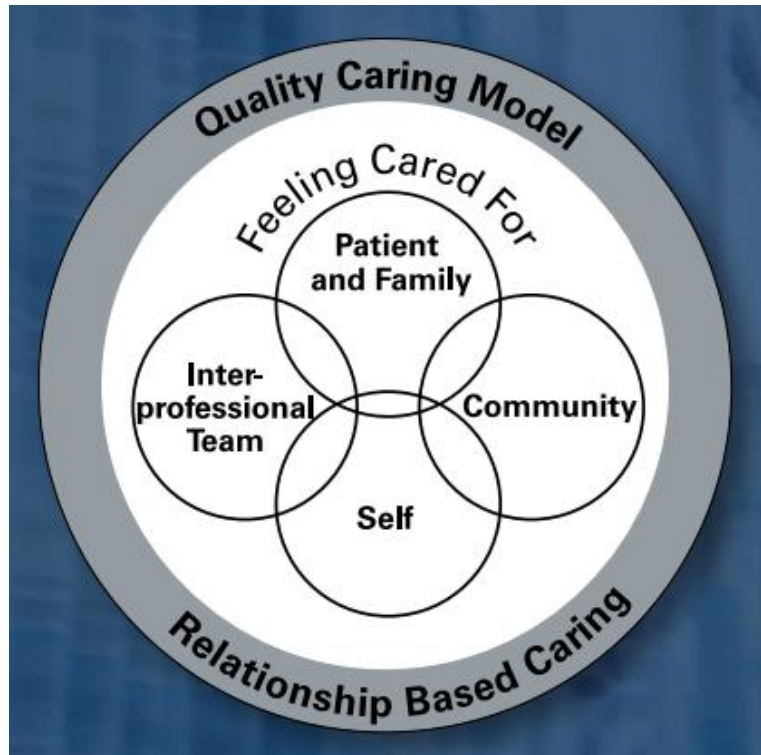 Quality Caring Model
Feeling Cared For
Patient
and Family
Inter-
professional
Team
Community
Self
Relationship Based Caring